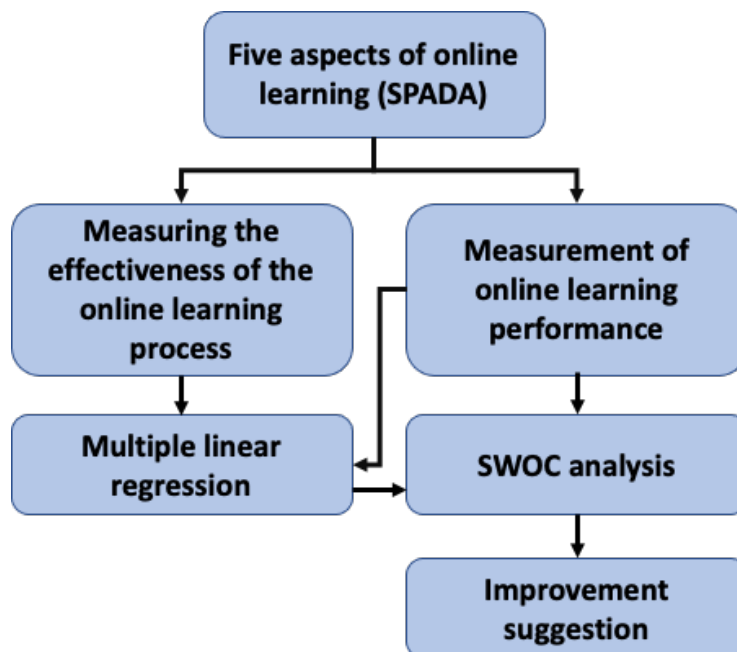 Five aspects of online
learning (SPADA)
Measuring the
effectiveness of the
online learning
process
Measurement of
online learning
performance
Multiple linear
regression
SWOC analysis
Improvement
suggestion